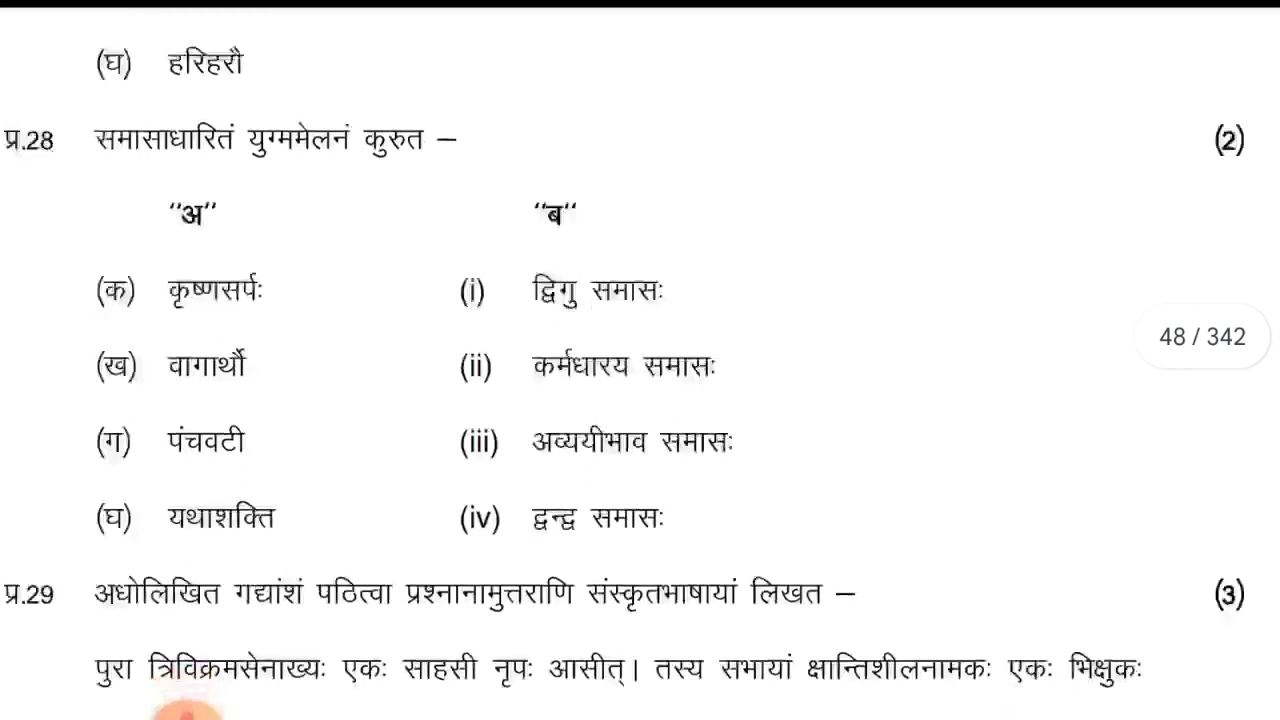 (घ) हरिहरौ
प्र.28 समासाधारितं युग्ममेलनं कुरुत – (2)
"अ" "ब"
(क) कृष्णसर्पः (i) द्विगु समासः
(ख) वागार्थौ (ii) कर्मधारय समासः
48 / 342
(ग) पंचवटी (iii) अव्ययीभाव समासः
(घ) यथाशक्ति (iv) द्वन्द्व समासः
प्र.29 अधोलिखित गद्यांशं पठित्वा प्रश्नानामुत्तराणि संस्कृतभाषायां लिखत – (3)
पुरा त्रिविक्रमसेनाख्यः एकः साहसी नृपः आसीत्। तस्य सभायां क्षान्तिशीलनामकः एकः भिक्षुकः